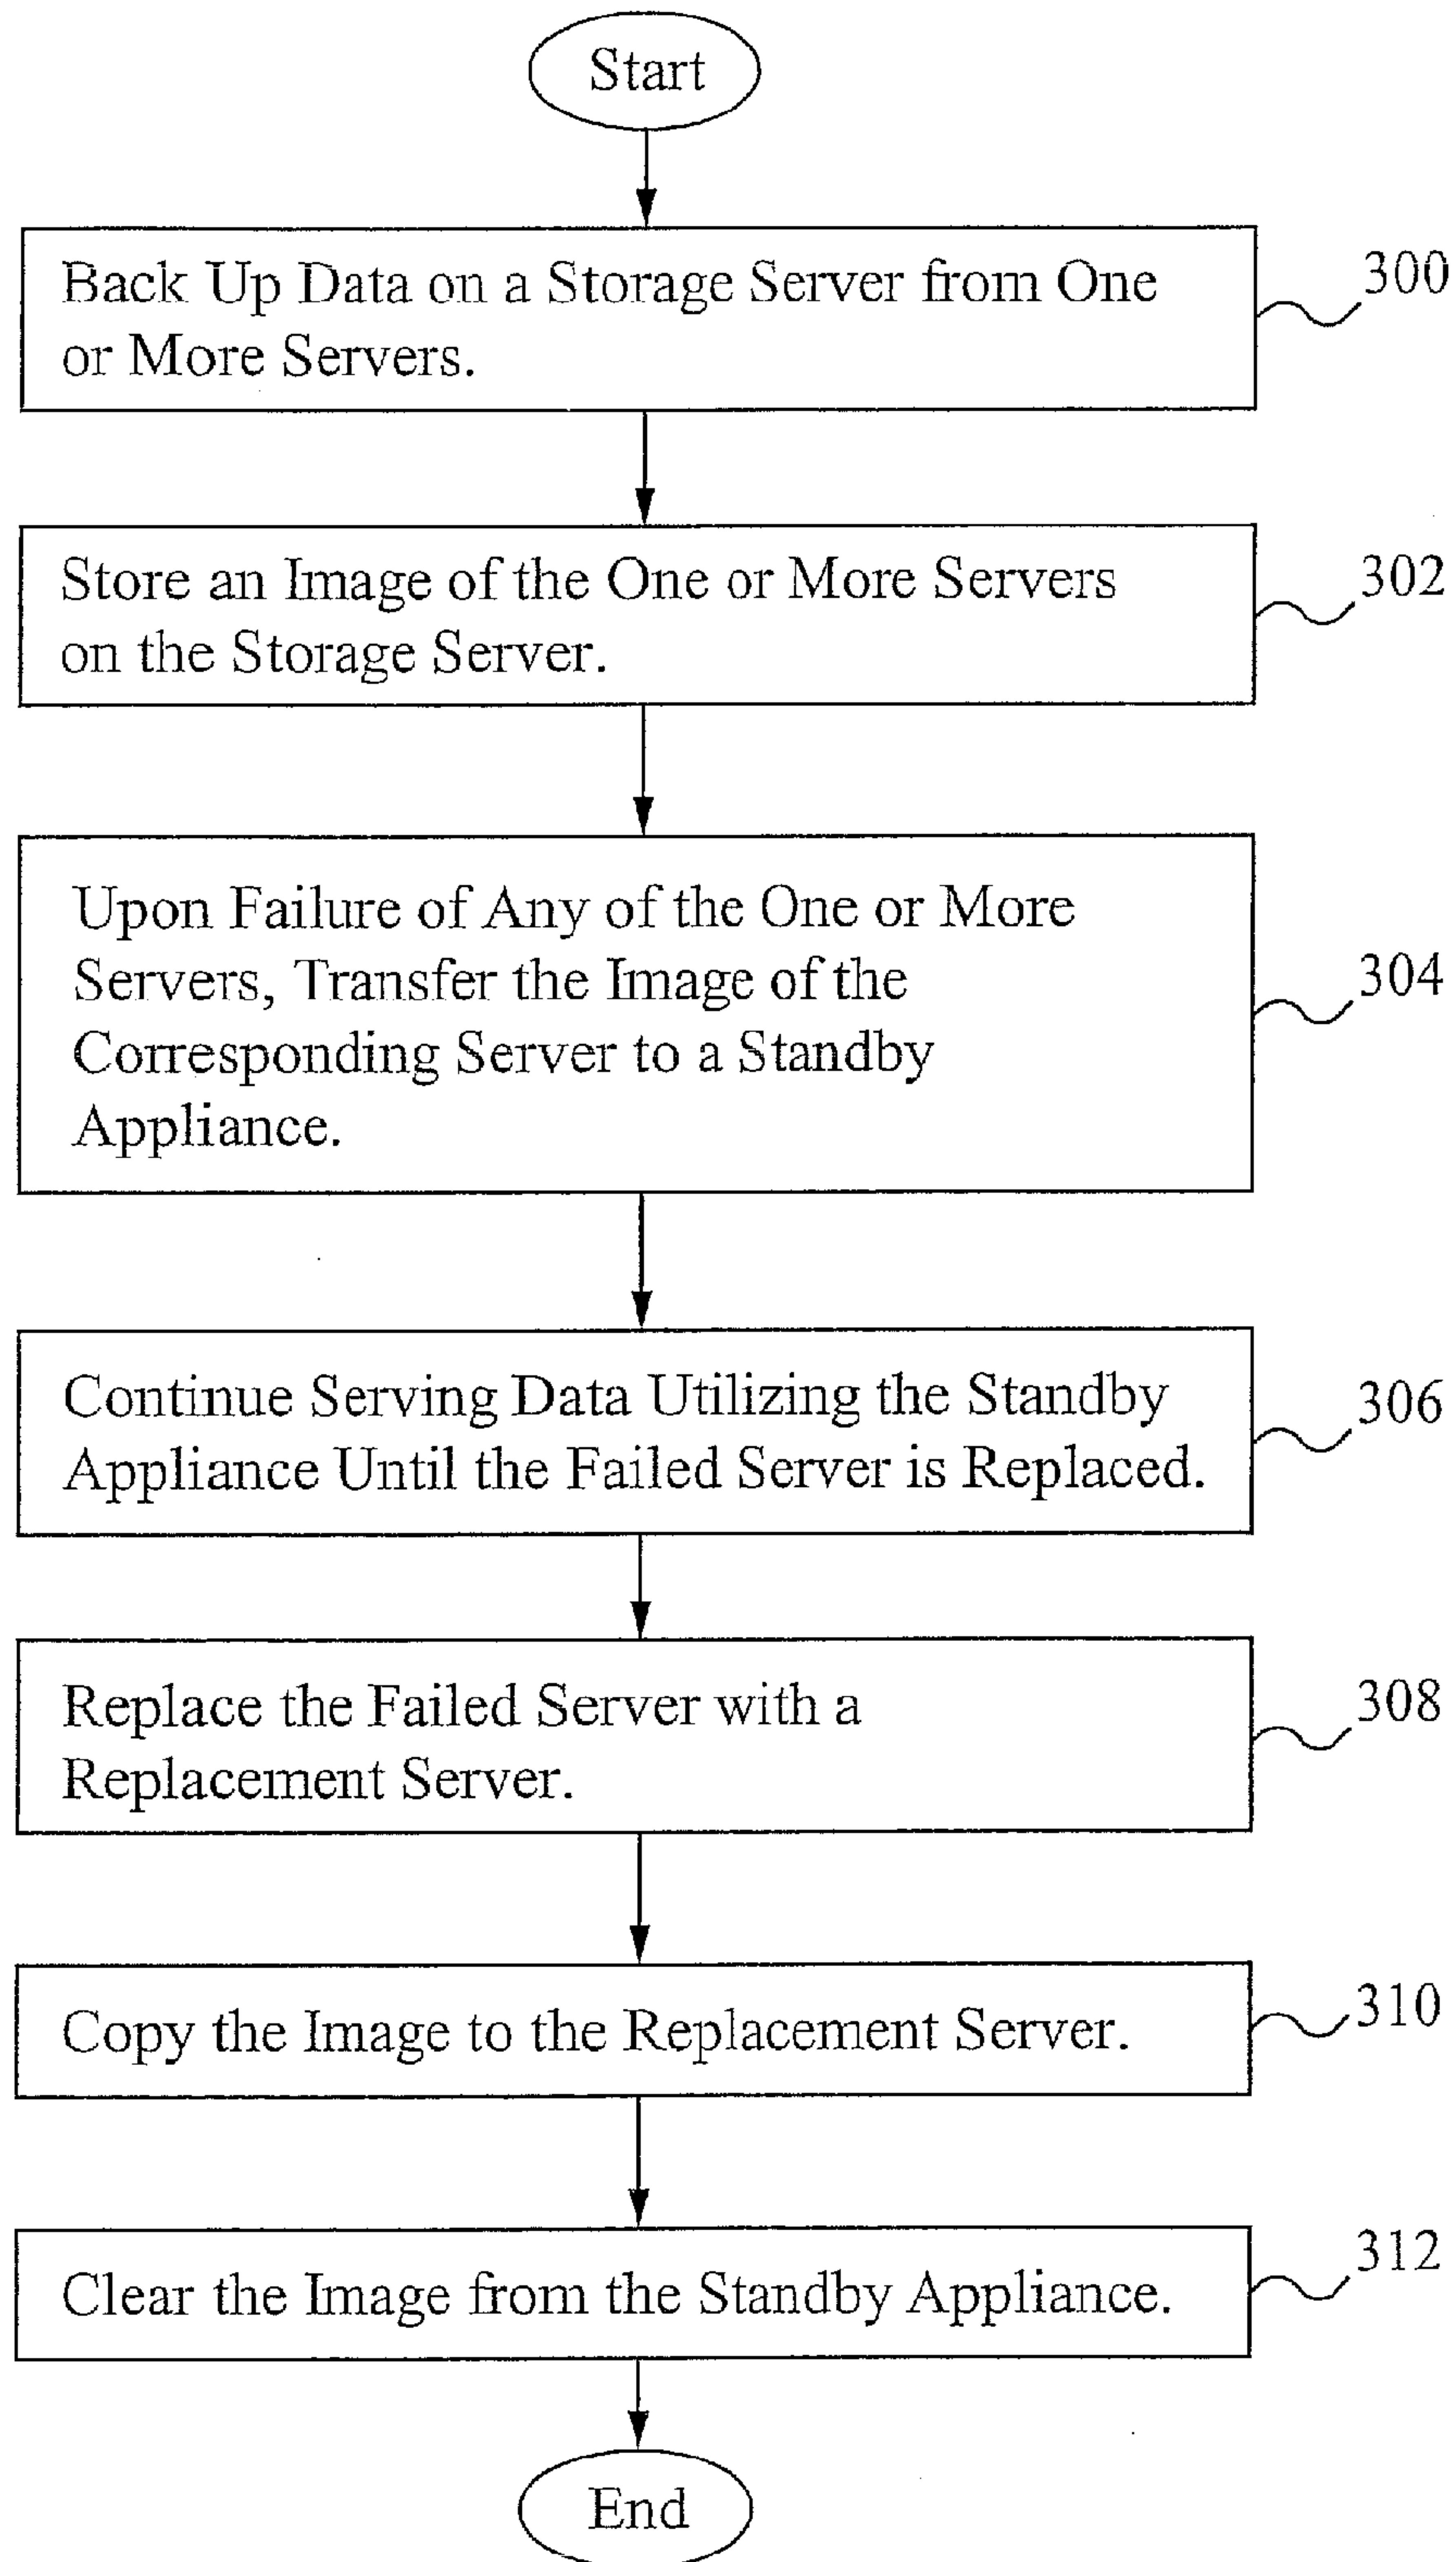 Start
Back Up Data on a Storage Server from One
or More Servers.
300
Store an Image of the One or More Servers
on the Storage Server.
302
Upon Failure of Any of the One or More
Servers, Transfer the Image of the
Corresponding Server to a Standby
Appliance.
304
Continue Serving Data Utilizing the Standby
Appliance Until the Failed Server is Replaced.
306
Replace the Failed Server with a
Replacement Server.
308
Copy the Image to the Replacement Server.
310
Clear the Image from the Standby Appliance.
312
End